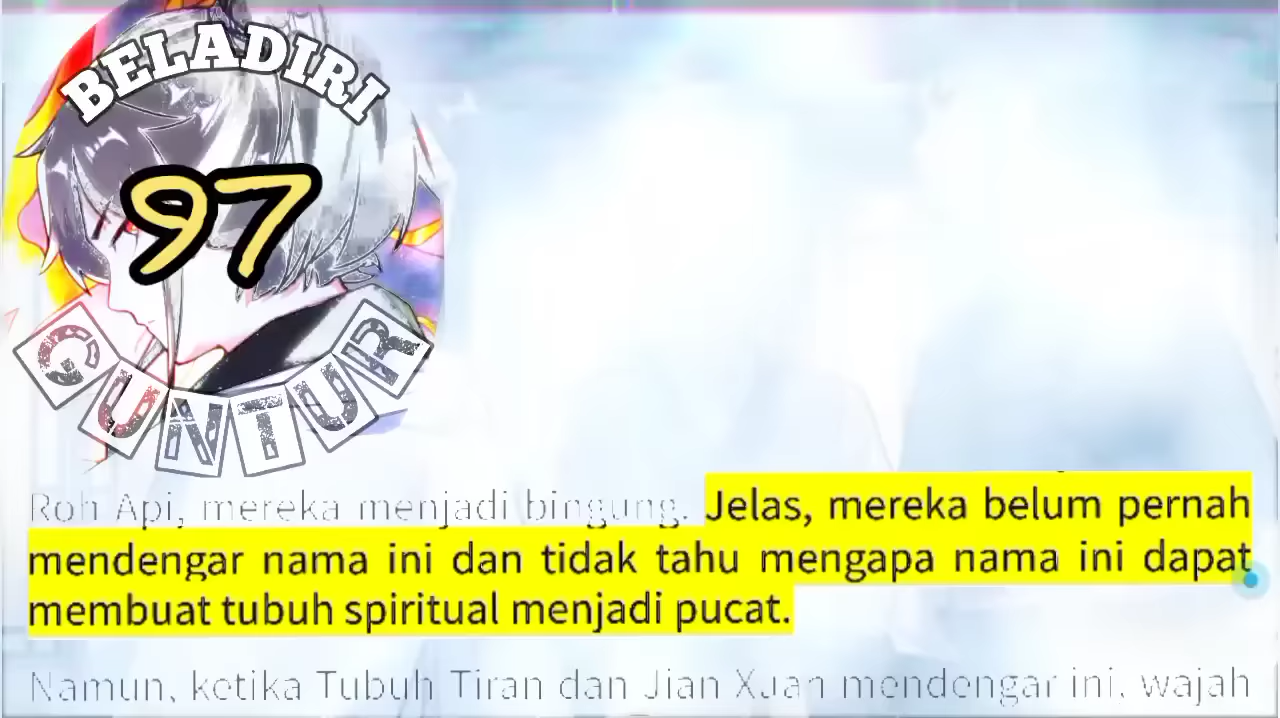 BELADIRI
97
GUNTUR
Roh Api, mereka menjadi bingung. Jelas, mereka belum pernah
mendengar nama ini dan tidak tahu mengapa nama ini dapat
membuat tubuh spiritual menjadi pucat.
Namun, ketika Tubuh Tiran dan Jian Xuan mendengar ini, wajah